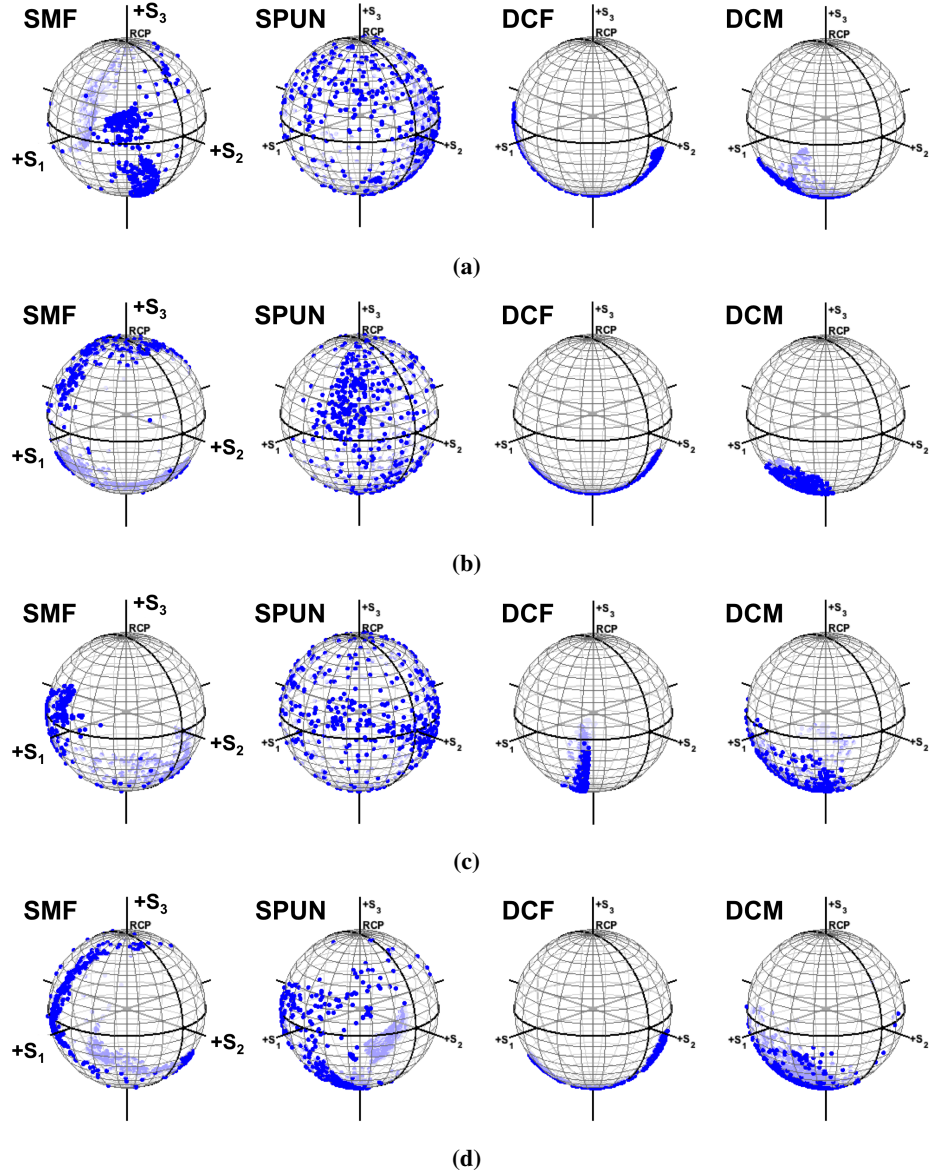 SMF +S3 SPUN DCF DCM
RCP +S3 RCP +S3 RCP +S3 RCP
+S1 +S2 +S1 +S2 +S1 +S2 +S1 +S2
(a)
SMF +S3 SPUN DCF DCM
RCP +S3 RCP +S3 RCP +S3 RCP
+S1 +S2 +S1 +S2 +S1 +S2 +S +S2
(b)
SMF +S3 SPUN DCF DCM
RCP +S3 RCP +S3 RCP +S3 RCP
+S1 +S2 +S1 +S2 +S1 +S2 +S1 +S2
(c)
SMF +S3 SPUN DCF DCM
RCP +S3 RCP +S3 RCP +S3 RCP
+S1 +S2 +S1 +S2 +S1 +S2 +S1 +S2
(d)